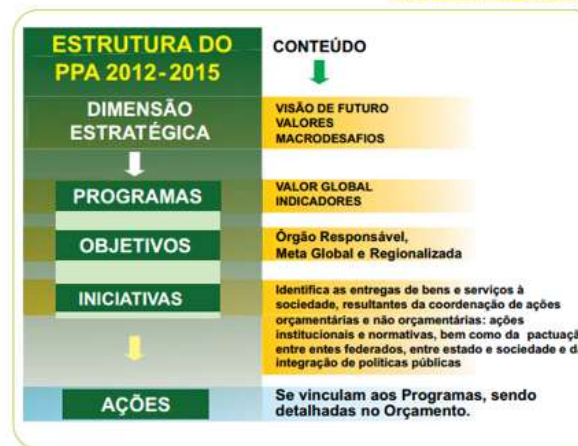 ESTRUTURA DO
PPA 2012-2015
CONTEÚDO
DIMENSÃO
ESTRATÉGICA
VISÃO DE FUTURO
VALORES
MACRODESAFIOS
PROGRAMAS
VALOR GLOBAL
INDICADORES
OBJETIVOS
Órgão Responsável,
Meta Global e Regionalizada
INICIATIVAS
Identifica as entregas de bens e serviços à
sociedade, resultantes da coordenação de ações
orçamentárias e não orçamentárias: ações
institucionais e normativas, bem como da pactuaçã
entre entes federados, entre estado e sociedade e d
integração de políticas públicas
AÇÕES
Se vinculam aos Programas, sendo
detalhadas no Orçamento.